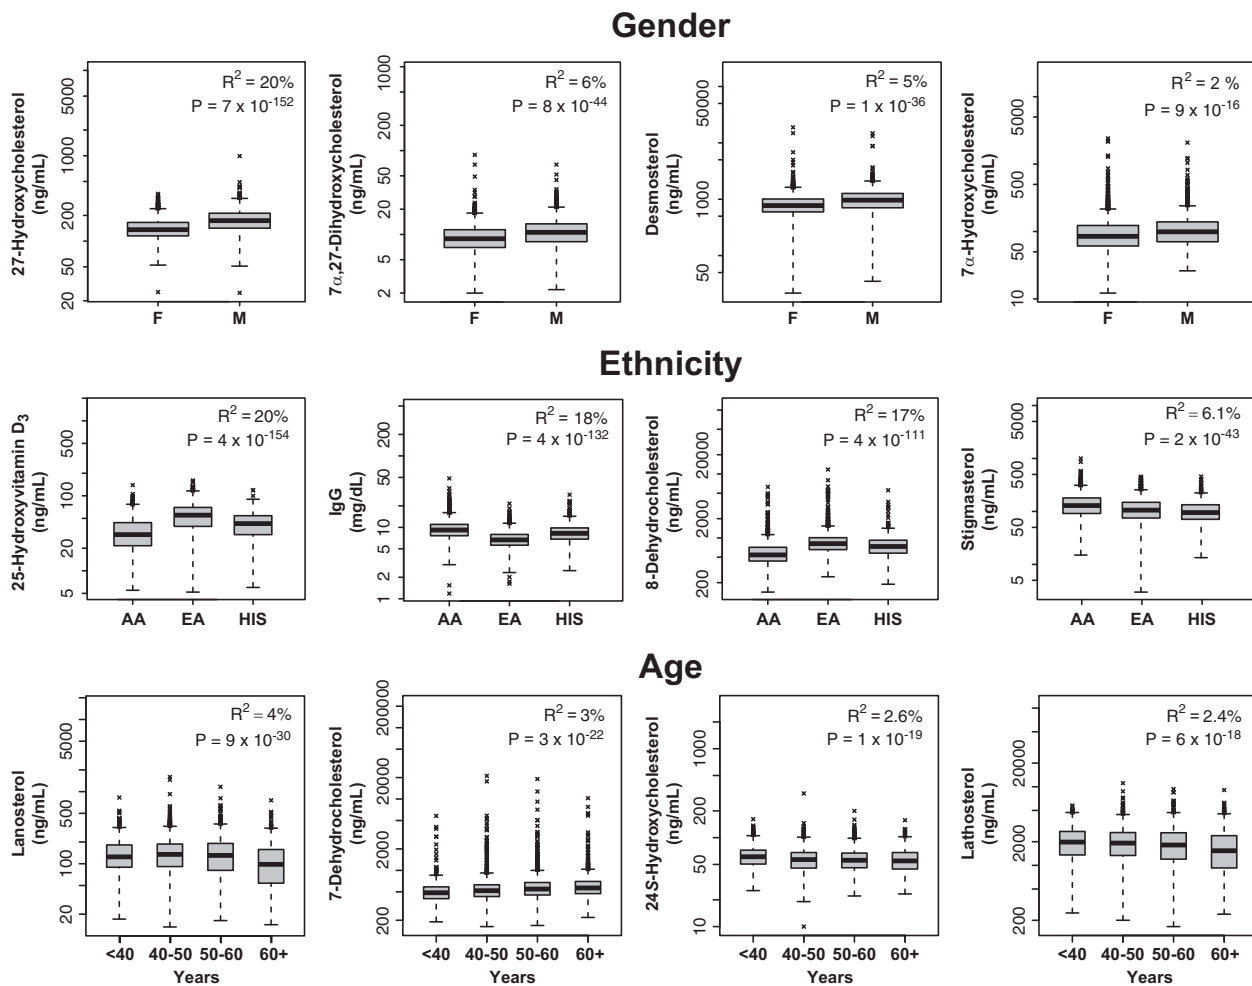 Gender
27-Hydroxycholesterol
(ng/mL)
5000
1000
200
50
20
R² = 20%
P = 7 x 10⁻¹⁵²
F M
7α,27-Dihydroxycholesterol
(ng/mL)
1000
200
50
20
5
2
R² = 6%
P = 8 x 10⁻⁴⁴
F M
Desmosterol
(ng/mL)
50000
1000
50
R² = 5%
P = 1 x 10⁻³⁶
F M
7α-Hydroxycholesterol
(ng/mL)
5000
500
50
10
R² = 2 %
P = 9 x 10⁻¹⁶
F M
Ethnicity
25-Hydroxyvitamin D₃
(ng/mL)
500
100
20
5
R² = 20%
P = 4 x 10⁻¹⁵⁴
AA EA HIS
IgG
(mg/dL)
200
50
10
5
2
1
R² = 18%
P = 4 x 10⁻¹³²
AA EA HIS
8-Dehydrocholesterol
(ng/mL)
20000
2000
200
R² = 17%
P = 4 x 10⁻¹¹¹
AA EA HIS
Stigmasterol
(ng/mL)
5000
500
50
5
R² = 6.1%
P = 2 x 10⁻⁴³
AA EA HIS
Age
Lanosterol
(ng/mL)
5000
500
100
20
R² = 4%
P = 9 x 10⁻³⁰
<40 40-50 50-60 60+
Years
7-Dehydrocholesterol
(ng/mL)
200000
20000
2000
200
R² = 3%
P = 3 x 10⁻²²
<40 40-50 50-60 60+
Years
24S-Hydroxycholesterol
(ng/mL)
1000
200
50
10
R² = 2.6%
P = 1 x 10⁻¹⁹
<40 40-50 50-60 60+
Years
Lathosterol
(ng/mL)
20000
2000
200
R² = 2.4%
P = 6 x 10⁻¹⁸
<40 40-50 50-60 60+
Years